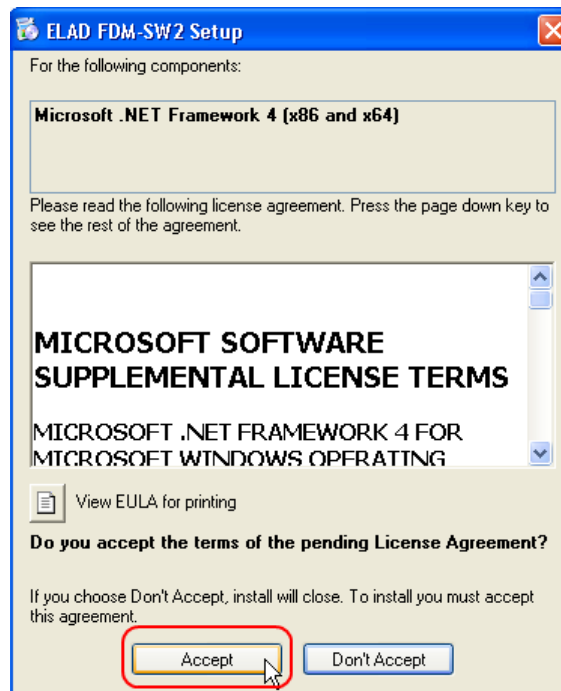 ELAD FDM-SW2 Setup
For the following components:
Microsoft .NET Framework 4 (x86 and x64)
Please read the following license agreement. Press the page down key to
see the rest of the agreement.
MICROSOFT SOFTWARE
SUPPLEMENTAL LICENSE TERMS
MICROSOFT .NET FRAMEWORK 4 FOR
MICROSOFT WINDOWS OPERATING
View EULA for printing
Do you accept the terms of the pending License Agreement?
If you choose Don't Accept, install will close. To install you must accept
this agreement.
Accept Don't Accept